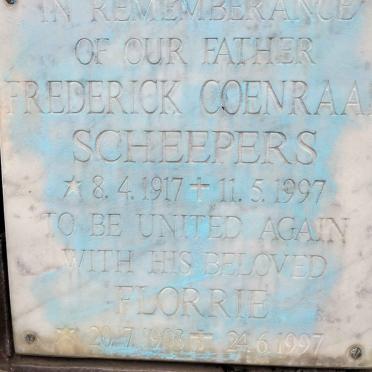 IN REMEMBERANCE
OF OUR FATHER
FREDERICK COENRAA
SCHEEPERS
☆ 8.4.1917 ✝ 11.5.1997
TO BE UNITED AGAIN
WITH HIS BELOVED
FLORRIE
☆ 20.7. ✝ 24.6.1997